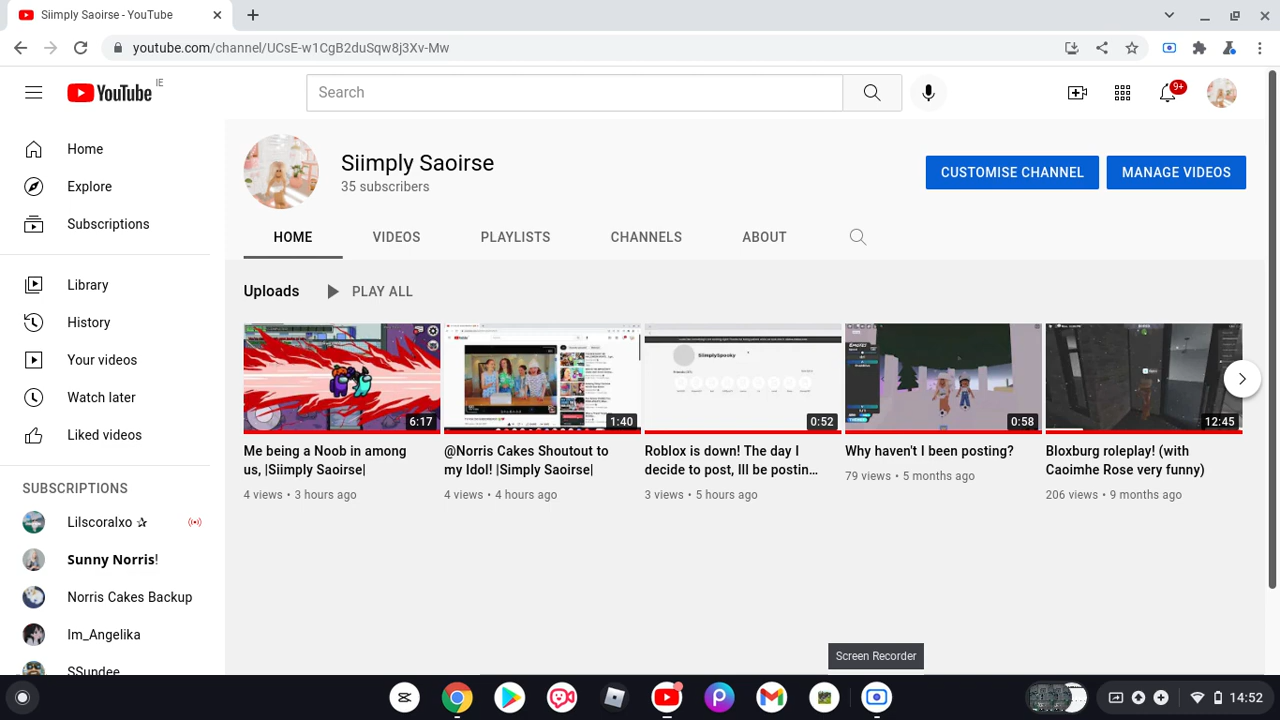 Siimply Saoirse - YouTube
youtube.com/channel/UCsE-w1CgB2duSqw8j3Xv-Mw
YouTube IE
Search
9+
Home
Explore
Subscriptions
Library
History
Your videos
Watch later
Liked videos
SUBSCRIPTIONS
Lilscoralxo ✰
Sunny Norris!
Norris Cakes Backup
Im_Angelika
SSundee
Siimply Saoirse
35 subscribers
CUSTOMISE CHANNEL
MANAGE VIDEOS
HOME
VIDEOS
PLAYLISTS
CHANNELS
ABOUT
Uploads
PLAY ALL
6:17
Me being a Noob in among
us, |Siimply Saoirse|
4 views • 3 hours ago
1:40
@Norris Cakes Shoutout to
my Idol! |Simply Saoirse|
4 views • 4 hours ago
SiimplySpooky
0:52
Roblox is down! The day I
decide to post, Ill be postin…
3 views • 5 hours ago
0:58
Why haven't I been posting?
79 views • 5 months ago
12:45
Bloxburg roleplay! (with
Caoimhe Rose very funny)
206 views • 9 months ago
Screen Recorder
14:52